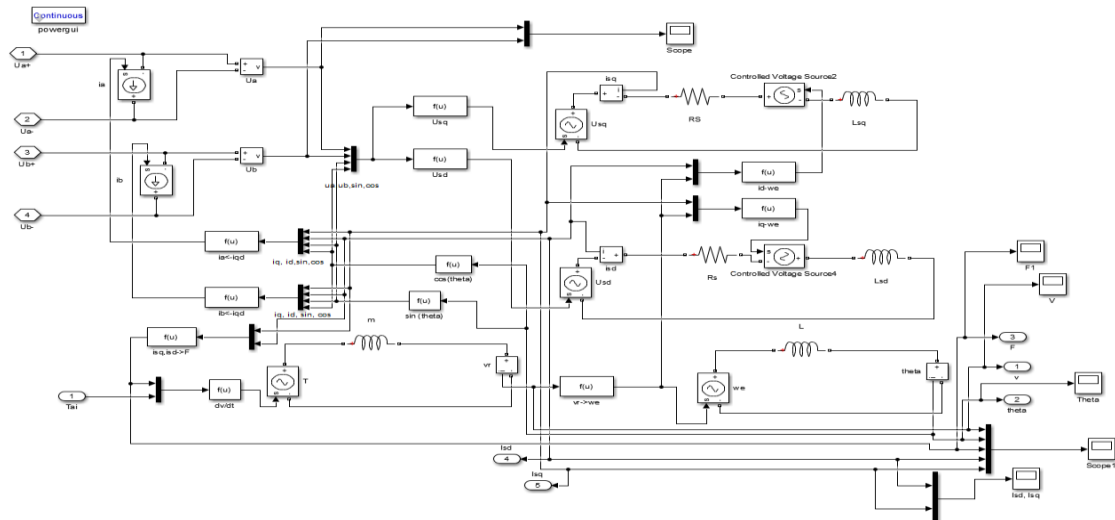 Continuous
powergui
1
Ua+
ia
Ua
2
Ua-
3
Ub+
ib
Ub
4
Ub-
Scope
f(u)
Usq
f(u)
Usd
ua,ub,sin,cos
isq
Usq
RS
Controlled Voltage Source2
Lsq
f(u)
id-we
f(u)
iq-we
isd
Usd
Rs
Controlled Voltage Source4
Lsd
f(u)
ia<-iqd
iq, id,sin,cos
f(u)
cos(theta)
f(u)
ib<-iqd
iq, id, sin, cos
f(u)
sin (theta)
f(u)
isq,isd->F
m
T
vr
1
Tai
f(u)
dv/dt
f(u)
vr->we
L
we
theta
F1
V
3
F
1
v
2
theta
Theta
Scope1
Isd
4
Isq
5
Isd, Isq